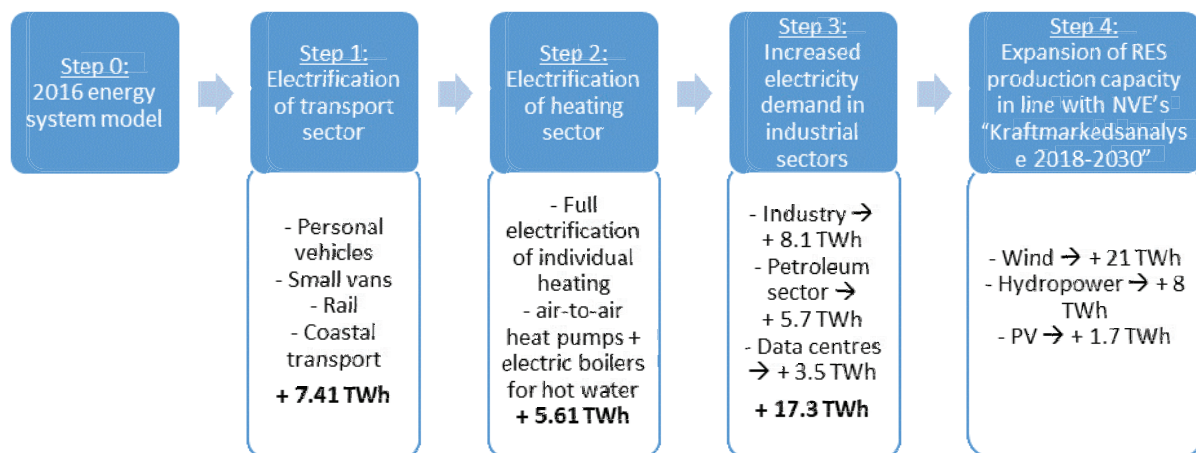 Step 0:
2016 energy
system model
Step 1:
Electrification
of transport
sector
- Personal
vehicles
- Small vans
- Rail
- Coastal
transport
+ 7.41 TWh
Step 2:
Electrification
of heating
sector
- Full
electrification
of individual
heating
- air-to-air
heat pumps +
electric boilers
for hot water
+ 5.61 TWh
Step 3:
Increased
electricity
demand in
industrial
sectors
- Industry →
+ 8.1 TWh
- Petroleum
sector →
+ 5.7 TWh
- Data centres
→ + 3.5 TWh
+ 17.3 TWh
Step 4:
Expansion of RES
production capacity
in line with NVE's
"Kraftmarkedsanalys
e 2018-2030"
- Wind → + 21 TWh
- Hydropower → + 8
TWh
- PV → + 1.7 TWh